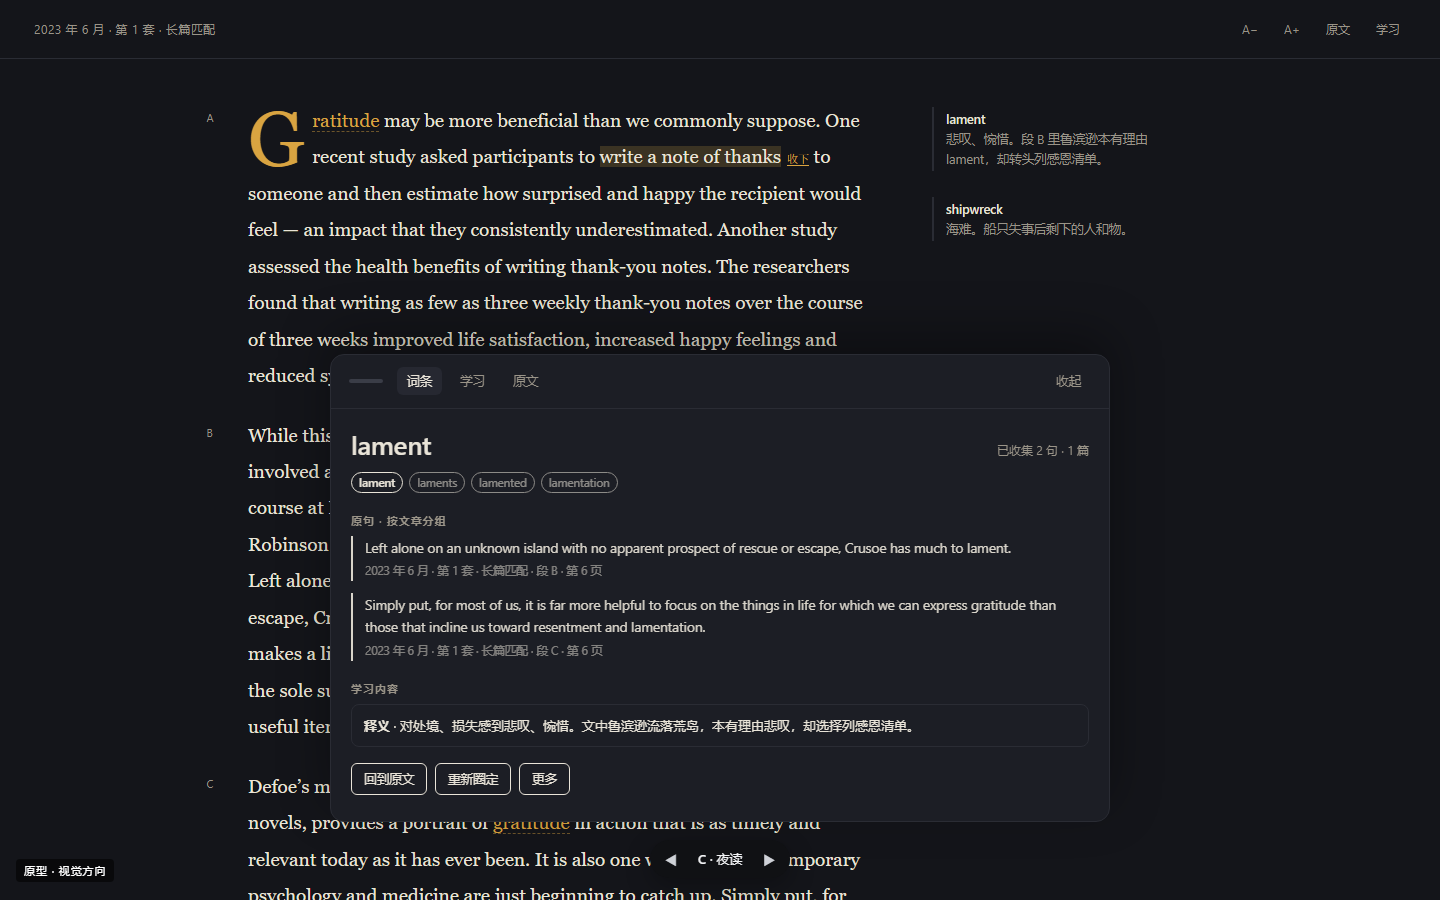 2023 年 6 月 · 第 1 套 · 长篇匹配
A− A+ 原文 学习
A
Gratitude may be more beneficial than we commonly suppose. One
recent study asked participants to write a note of thanks 收下 to
someone and then estimate how surprised and happy the recipient would
feel — an impact that they consistently underestimated. Another study
assessed the health benefits of writing thank-you notes. The researchers
found that writing as few as three weekly thank-you notes over the course
of three weeks improved life satisfaction, increased happy feelings and
reduced
lament
悲叹、惋惜。段 B 里鲁滨逊本有理由
lament，却转头列感恩清单。
shipwreck
海难。船只失事后剩下的人和物。
B
While this
involved
course at
Robinson
Left alone
escape,
makes a
the sole
useful
C
Defoe’s
novels, provides a portrait of gratitude in action that is as timely and
relevant today as it has ever been. It is also one
psychology and medicine are just beginning to catch up. Simply put, for
词条 学习 原文 收起
lament
已收集 2 句 · 1 篇
lament laments lamented lamentation
原句 · 按文章分组
Left alone on an unknown island with no apparent prospect of rescue or escape, Crusoe has much to lament.
2023 年 6 月 · 第 1 套 · 长篇匹配 · 段 B · 第 6 页
Simply put, for most of us, it is far more helpful to focus on the things in life for which we can express gratitude than
those that incline us toward resentment and lamentation.
2023 年 6 月 · 第 1 套 · 长篇匹配 · 段 C · 第 6 页
学习内容
释义 · 对处境、损失感到悲叹、惋惜。文中鲁滨逊流落荒岛，本有理由悲叹，却选择列感恩清单。
回到原文 重新圈定 更多
◀ C · 夜读 ▶
原型 · 视觉方向